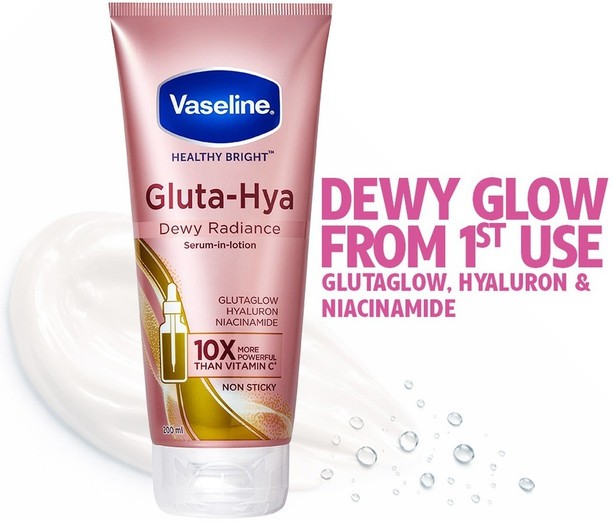 Vaseline.
HEALTHY BRIGHT™
Gluta-Hya
Dewy Radiance
Serum-in-lotion
GLUTAGLOW
HYALURON
NIACINAMIDE
10X MORE POWERFUL
THAN VITAMIN C*
NON STICKY
200 ml
DEWY GLOW
FROM 1ST USE
GLUTAGLOW, HYALURON &
NIACINAMIDE